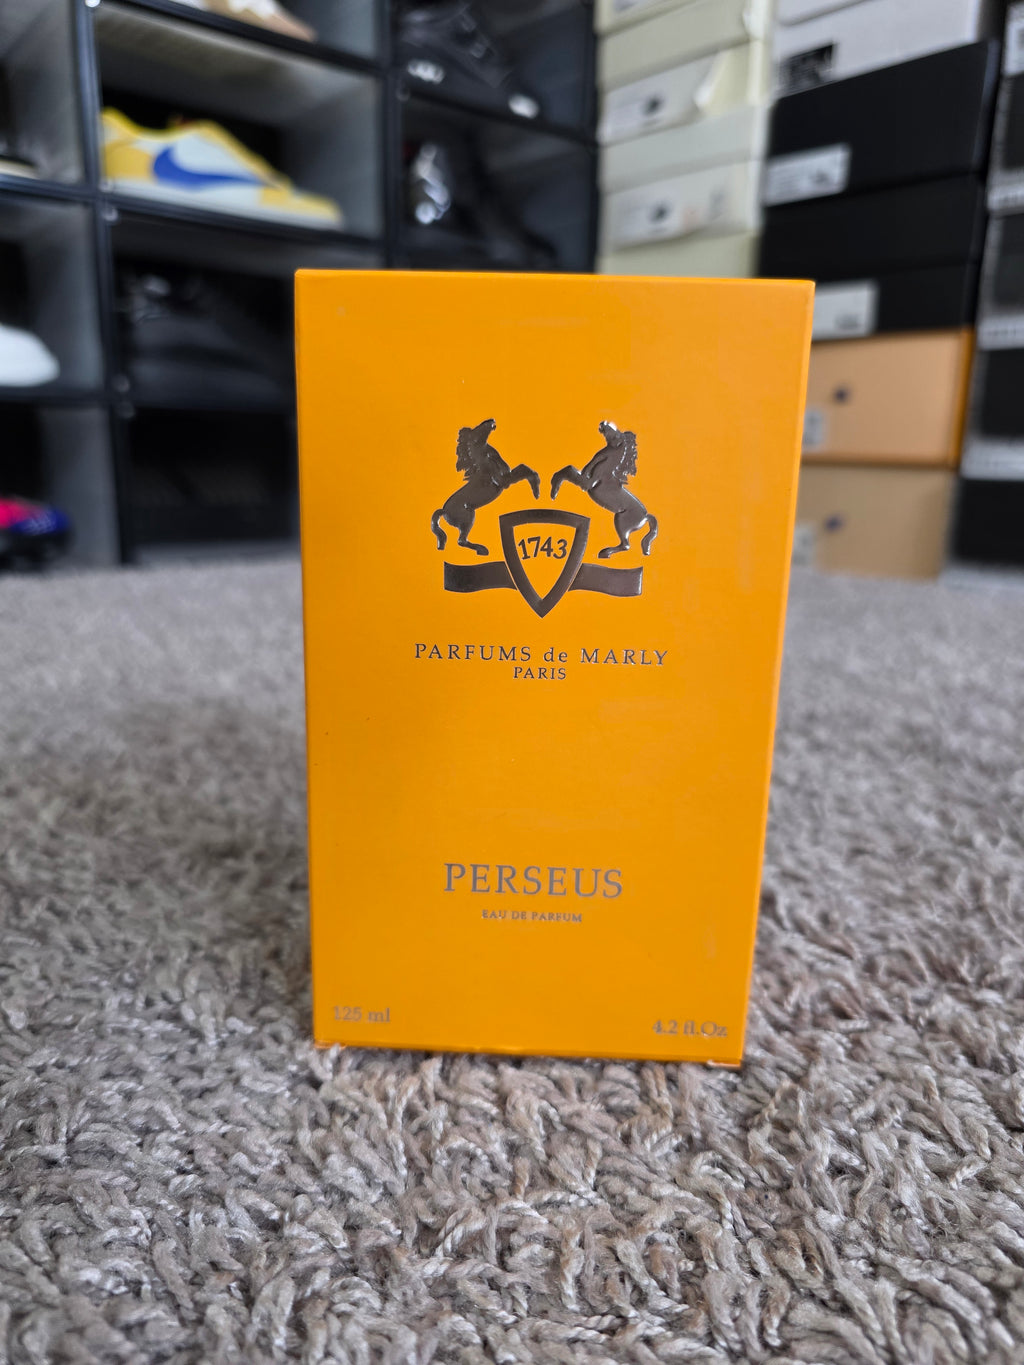 1743
PARFUMS de MARLY
PARIS
PERSEUS
EAU DE PARFUM
125 ml
4.2 fl.Oz